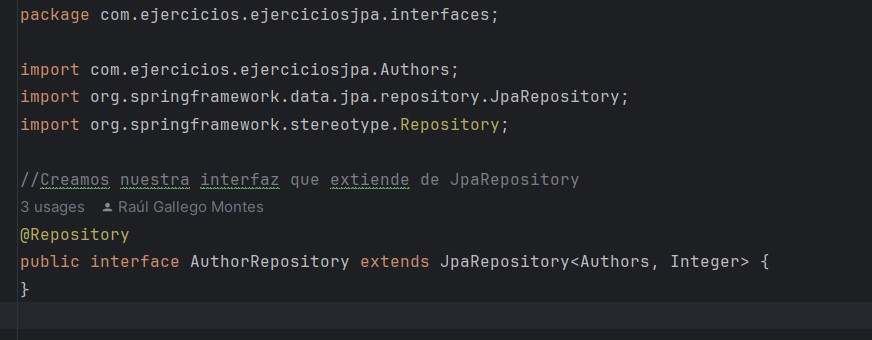 package com.ejercicios.ejerciciosjpa.interfaces;
import com.ejercicios.ejerciciosjpa.Authors;
import org.springframework.data.jpa.repository.JpaRepository;
import org.springframework.stereotype.Repository;
//Creamos nuestra interfaz que extiende de JpaRepository
3 usages Raúl Gallego Montes
@Repository
public interface AuthorRepository extends JpaRepository<Authors, Integer> {
}